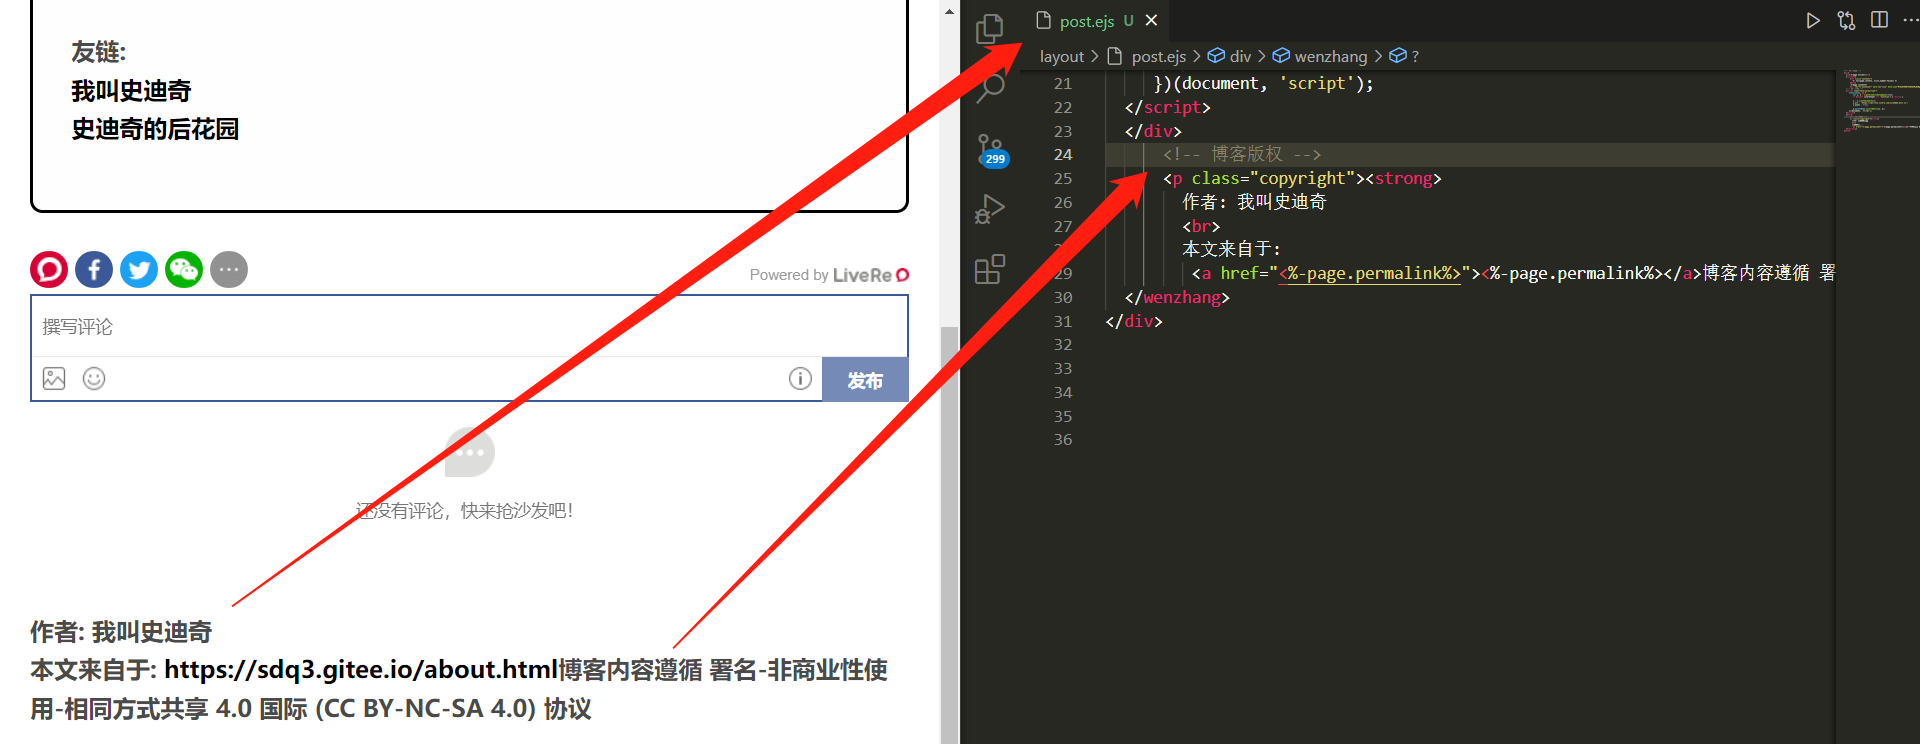 友链:
我叫史迪奇
史迪奇的后花园
Powered by LiveRe
撰写评论
发布
还没有评论，快来抢沙发吧！
作者: 我叫史迪奇
本文来自于: https://sdq3.gitee.io/about.html博客内容遵循 署名-非商业性使
用-相同方式共享 4.0 国际 (CC BY-NC-SA 4.0) 协议
post.ejs U
layout > post.ejs > div > wenzhang > ?
299
21 })(document, 'script');
22 </script>
23 </div>
24 <!-- 博客版权 -->
25 <p class="copyright"><strong>
26 作者: 我叫史迪奇
27 <br>
本文来自于:
29 <a href="<%-page.permalink%>"><%-page.permalink%></a>博客内容遵循 署
30 </wenzhang>
31 </div>
32
33
34
35
36